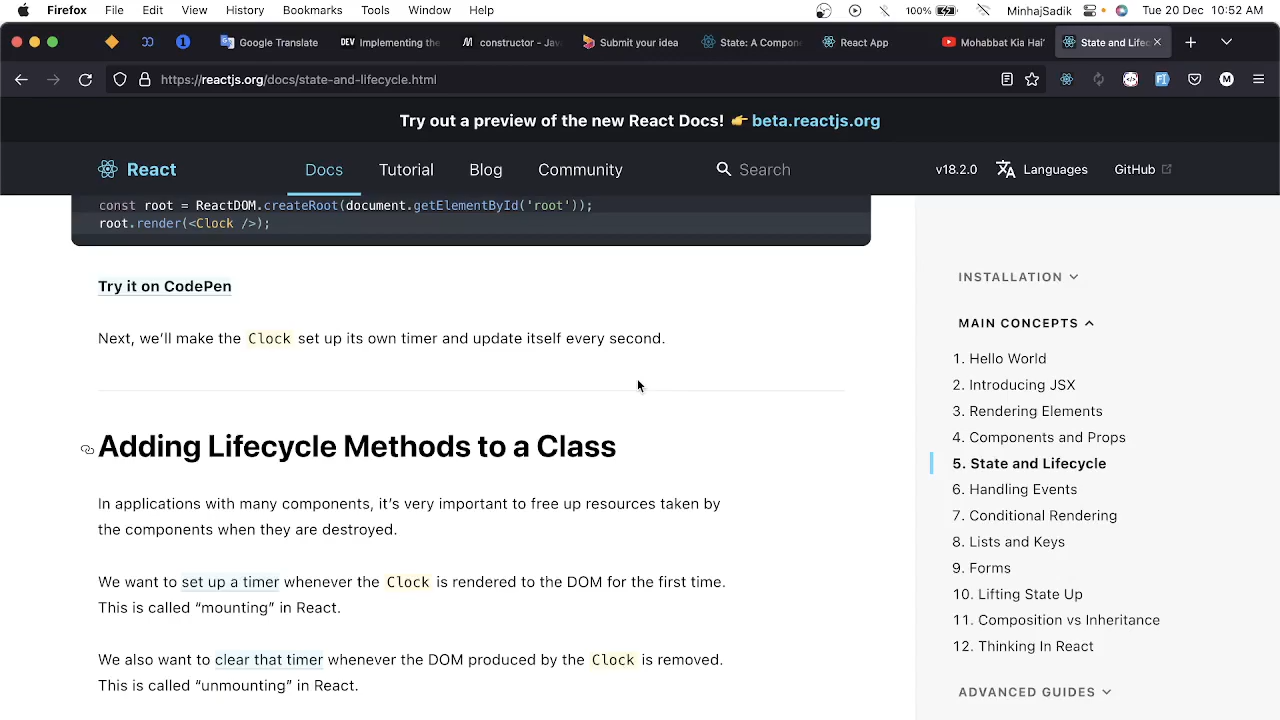 Firefox File Edit View History Bookmarks Tools Window Help 100% MinhajSadik Tue 20 Dec 10:52 AM
Google Translate DEV Implementing the constructor - Jav Submit your idea State: A Compon React App Mohabbat Kia Hai' State and Lifec
https://reactjs.org/docs/state-and-lifecycle.html M
Try out a preview of the new React Docs! 👉 beta.reactjs.org
React Docs Tutorial Blog Community Search v18.2.0 Languages GitHub
const root = ReactDOM.createRoot(document.getElementById('root'));
root.render(<Clock />);
Try it on CodePen
Next, we’ll make the Clock set up its own timer and update itself every second.
Adding Lifecycle Methods to a Class
In applications with many components, it’s very important to free up resources taken by
the components when they are destroyed.
We want to set up a timer whenever the Clock is rendered to the DOM for the first time.
This is called “mounting” in React.
We also want to clear that timer whenever the DOM produced by the Clock is removed.
This is called “unmounting” in React.
INSTALLATION
MAIN CONCEPTS
1. Hello World
2. Introducing JSX
3. Rendering Elements
4. Components and Props
5. State and Lifecycle
6. Handling Events
7. Conditional Rendering
8. Lists and Keys
9. Forms
10. Lifting State Up
11. Composition vs Inheritance
12. Thinking In React
ADVANCED GUIDES